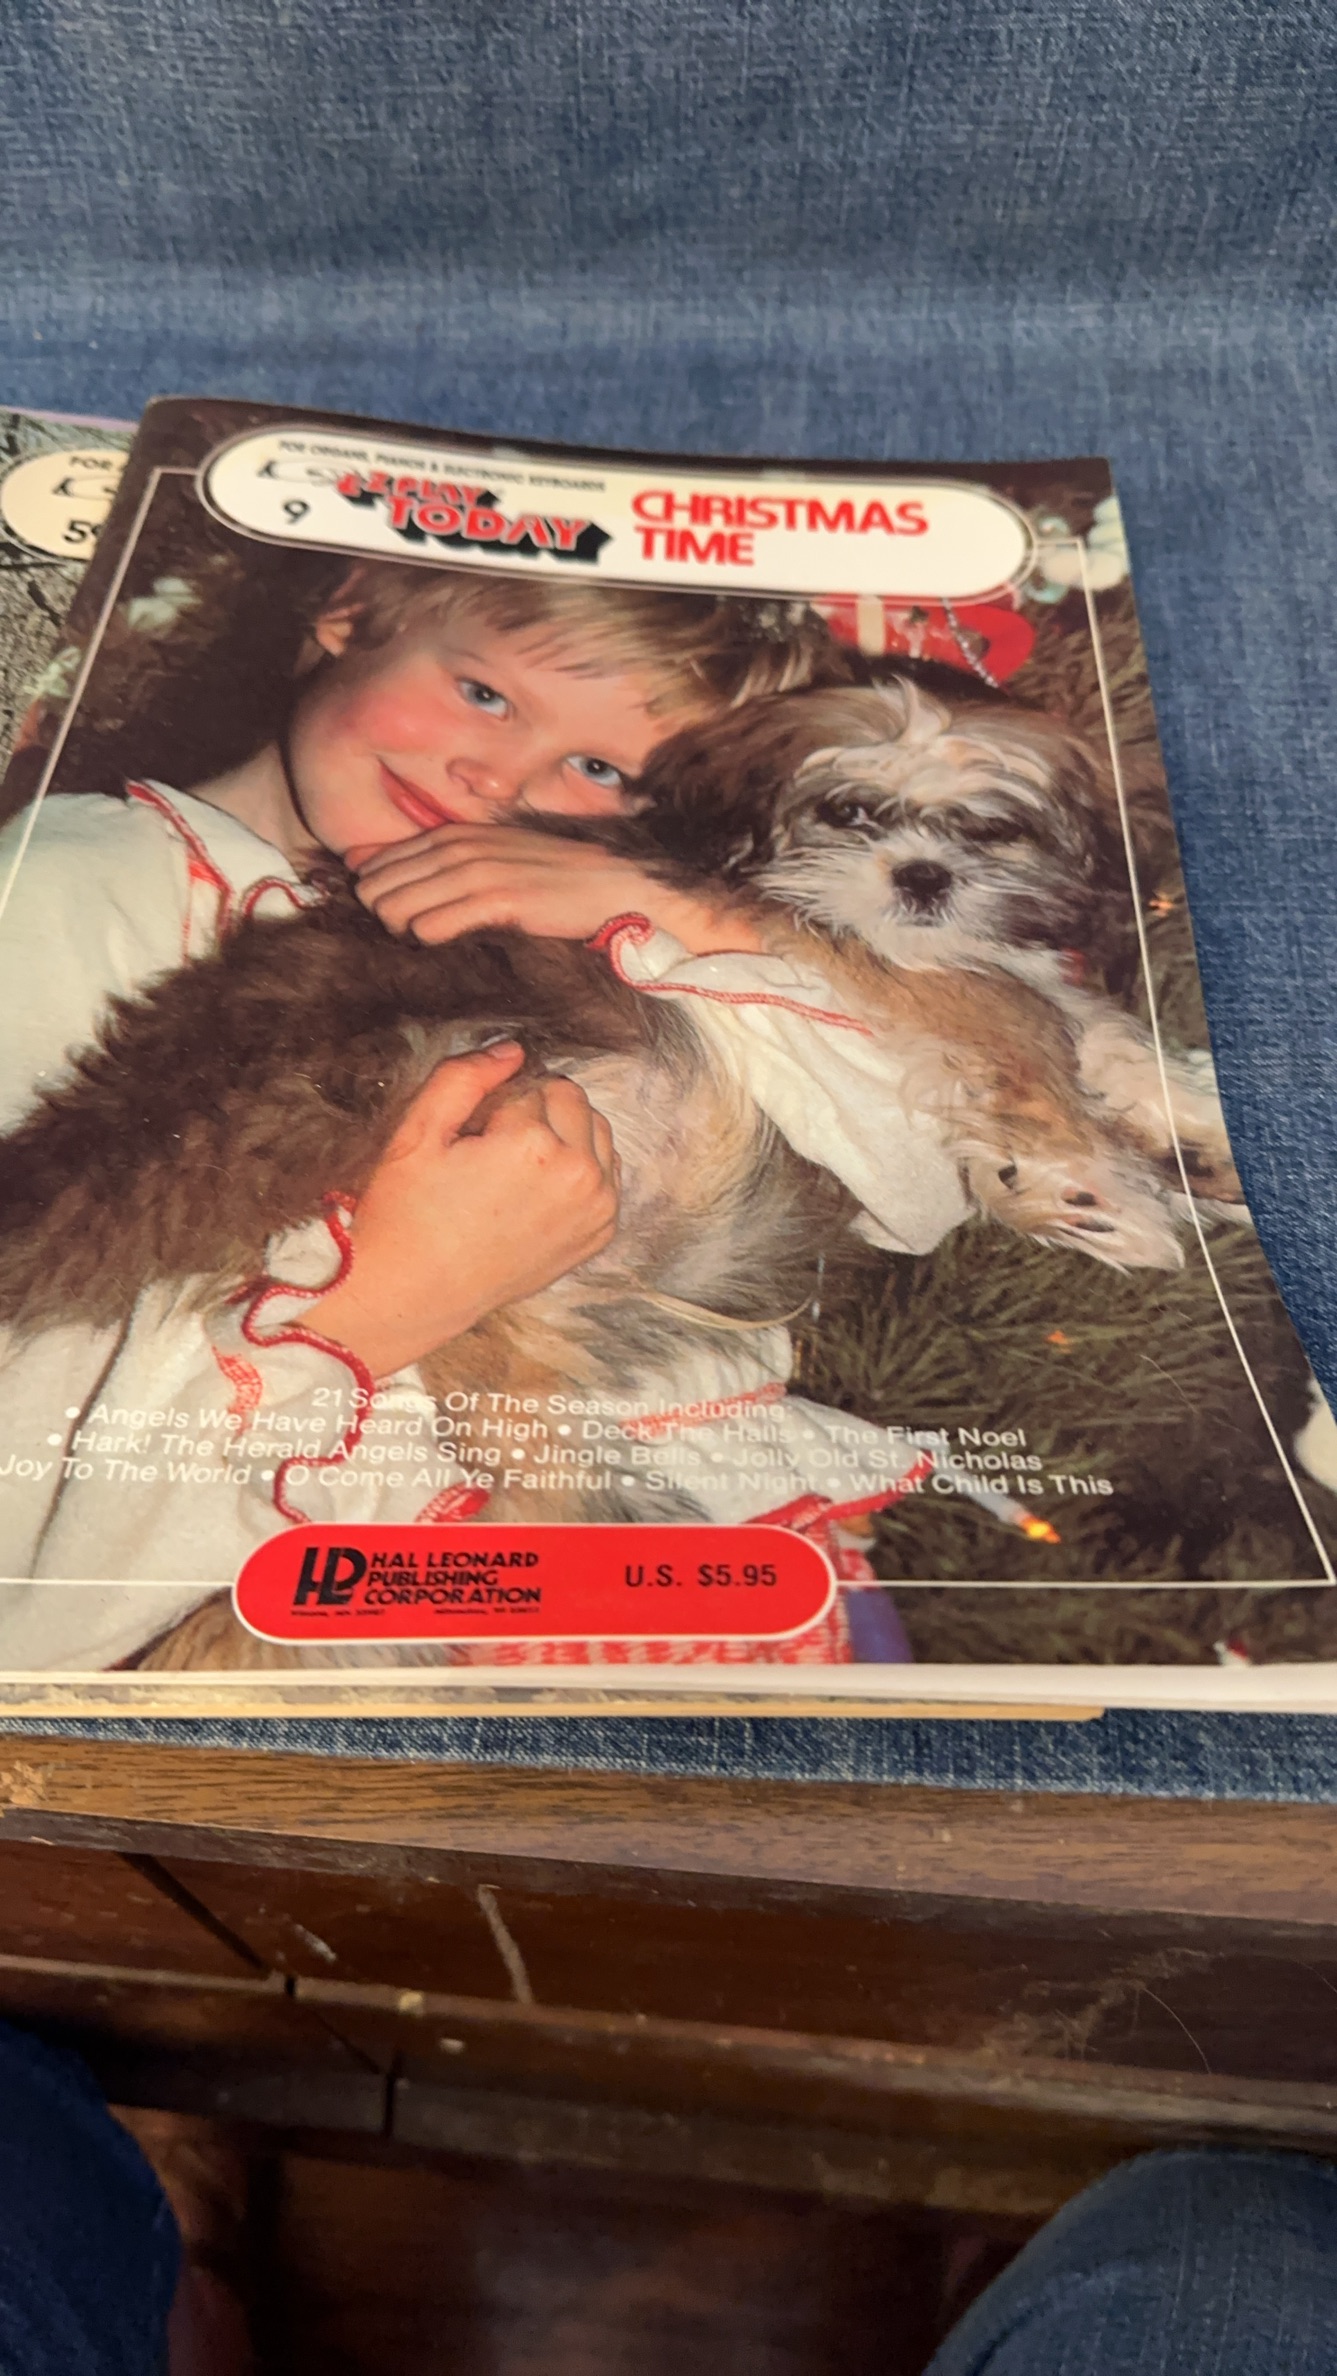 FOR ORGANS, PIANOS & ELECTRONIC KEYBOARDS
9
E-Z PLAY
TODAY
CHRISTMAS
TIME
FOR
21 Songs Of The Season Including:
• Angels We Have Heard On High • Deck The Halls • The First Noel
• Hark! The Herald Angels Sing • Jingle Bells • Jolly Old St. Nicholas
Joy To The World • O Come All Ye Faithful • Silent Night • What Child Is This
HL HAL LEONARD
PUBLISHING
CORPORATION
U.S. $5.95